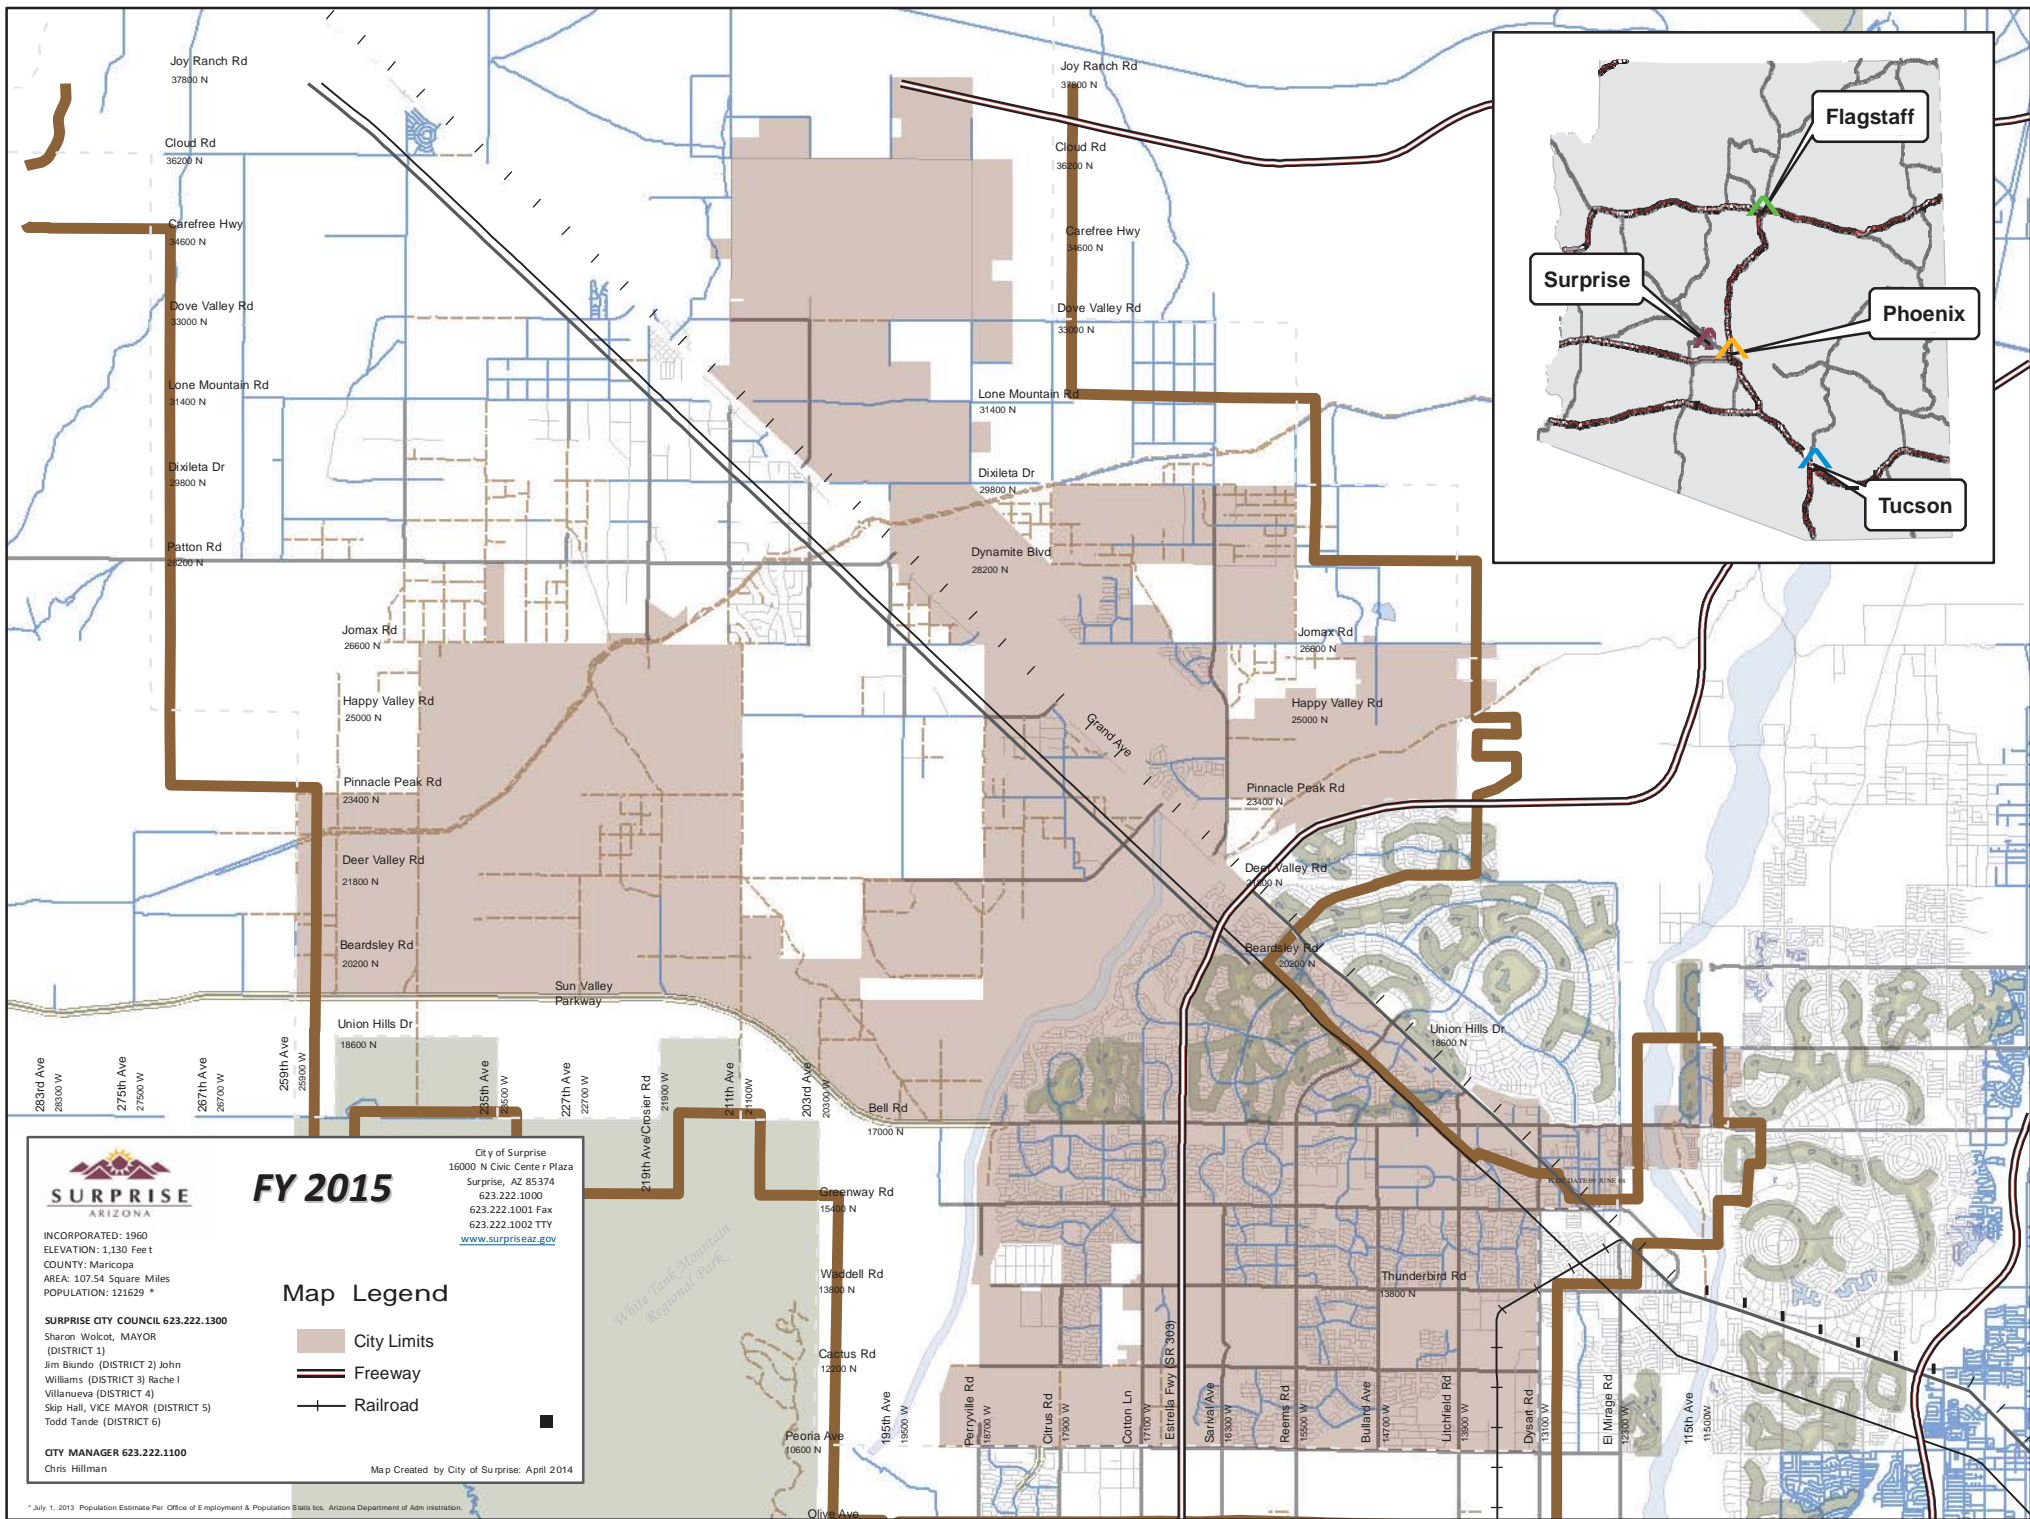 Joy Ranch Rd
37800 N
Cloud Rd
36200 N
Carefree Hwy
34600 N
Dove Valley Rd
33000 N
Lone Mountain Rd
31400 N
Dixileta Dr
29800 N
Patton Rd
28200 N
Jomax Rd
26600 N
Happy Valley Rd
25000 N
Pinnacle Peak Rd
23400 N
Deer Valley Rd
21800 N
Beardsley Rd
20200 N
Sun Valley
Parkway
Union Hills Dr
18600 N
Joy Ranch Rd
37800 N
Cloud Rd
36200 N
Carefree Hwy
34600 N
Dove Valley Rd
33000 N
Lone Mountain Rd
31400 N
Dixileta Dr
29800 N
Dynamite Blvd
28200 N
Jomax Rd
26600 N
Happy Valley Rd
25000 N
Grand Ave
Pinnacle Peak Rd
23400 N
Deer Valley Rd
21800 N
Beardsley Rd
20200 N
Union Hills Dr
18600 N
Flagstaff
Surprise
Phoenix
Tucson
283rd Ave
28300 W
275th Ave
27500 W
267th Ave
26700 W
259th Ave
25900 W
235th Ave
23500 W
227th Ave
22700 W
219th Ave/Crosier Rd
21900 W
211th Ave
21100W
203rd Ave
20300 W
Bell Rd
17000 N
Greenway Rd
15400 N
Waddell Rd
13800 N
Cactus Rd
12200 N
Peoria Ave
10600 N
Olive Ave
White Tank Mountain
Regional Park
PLOT DATE:09 JUNE 08
Thunderbird Rd
13800 N
195th Ave
19500 W
Perryville Rd
18700 W
Citrus Rd
17900 W
Cotton Ln
17100 W
Estrella Fwy (SR 303)
Sarival Ave
16300 W
Reems Rd
15500 W
Bullard Ave
14700 W
Litchfield Rd
13900 W
Dysart Rd
13100 W
El Mirage Rd
12300 W
115th Ave
11500W
SURPRISE
ARIZONA
FY 2015
City of Surprise
16000 N Civic Center Plaza
Surprise, AZ 85374
623.222.1000
623.222.1001 Fax
623.222.1002 TTY
www.surpriseaz.gov
INCORPORATED: 1960
ELEVATION: 1,130 Feet
COUNTY: Maricopa
AREA: 107.54 Square Miles
POPULATION: 121629 *
SURPRISE CITY COUNCIL 623.222.1300
Sharon Wolcot, MAYOR
(DISTRICT 1)
Jim Biundo (DISTRICT 2) John
Williams (DISTRICT 3) Rachel
Villanueva (DISTRICT 4)
Skip Hall, VICE MAYOR (DISTRICT 5)
Todd Tande (DISTRICT 6)
CITY MANAGER 623.222.1100
Chris Hillman
Map Legend
City Limits
Freeway
Railroad
Map Created by City of Surprise: April 2014
* July 1, 2013 Population Estimate Per Office of Employment & Population Statistics, Arizona Department of Administration.